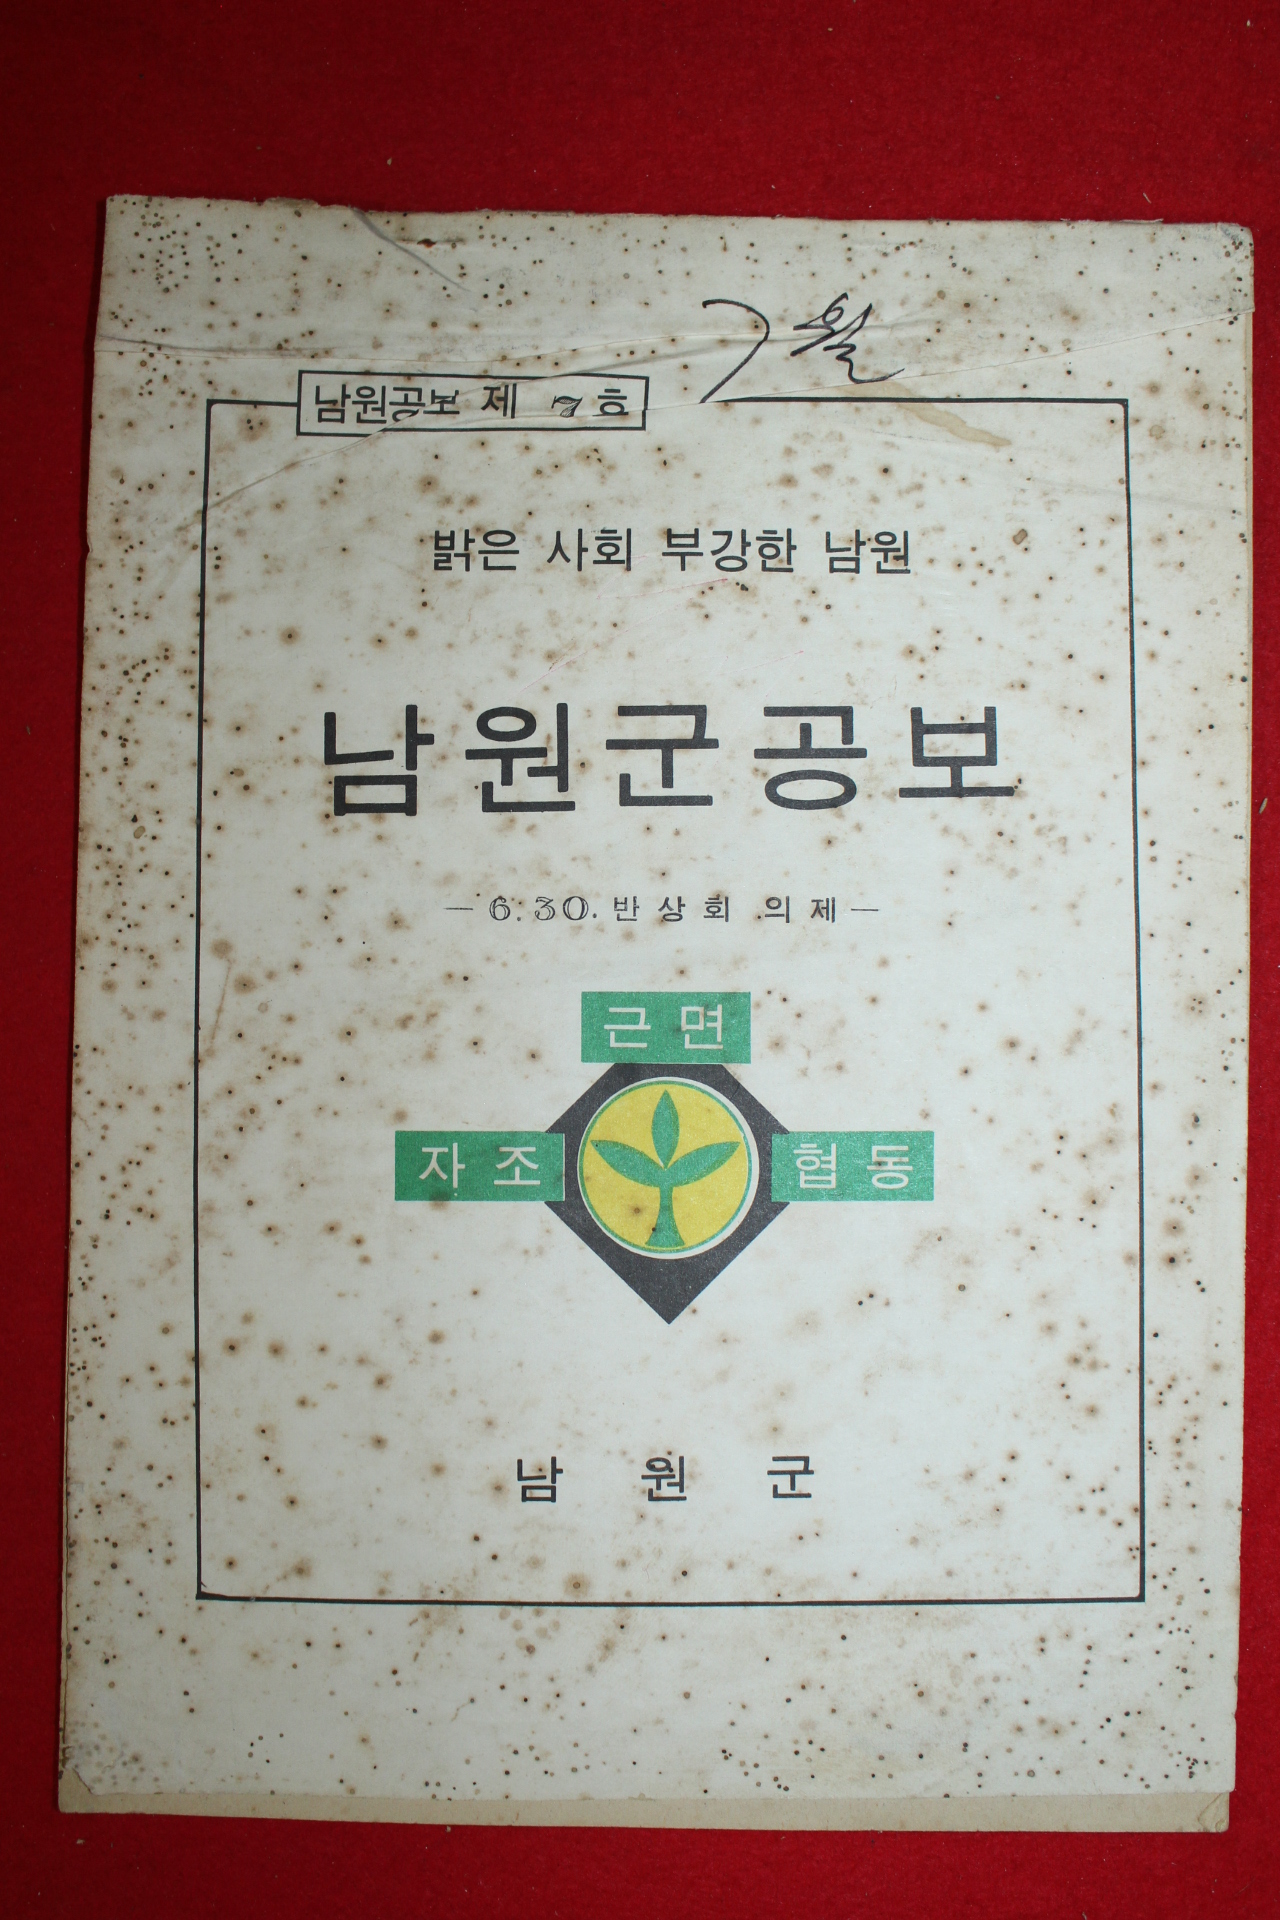 7월
남원공보 제 7 호
밝은 사회 부강한 남원
남원군공보
— 6. 30. 반상회 의제 —
근면
자조
협동
남원군